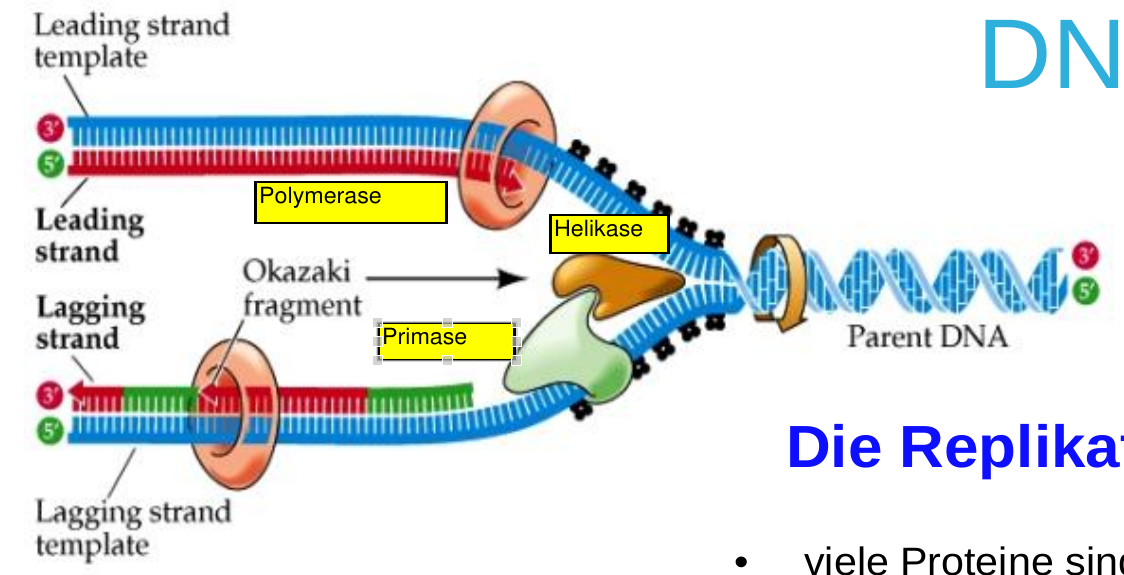 Leading strand
template
DN
3′
5′
Polymerase
Leading
strand
Helikase
Okazaki
fragment
3′
5′
Lagging
strand
Primase
Parent DNA
3′
5′
Die Replika
Lagging strand
template
• viele Proteine sind